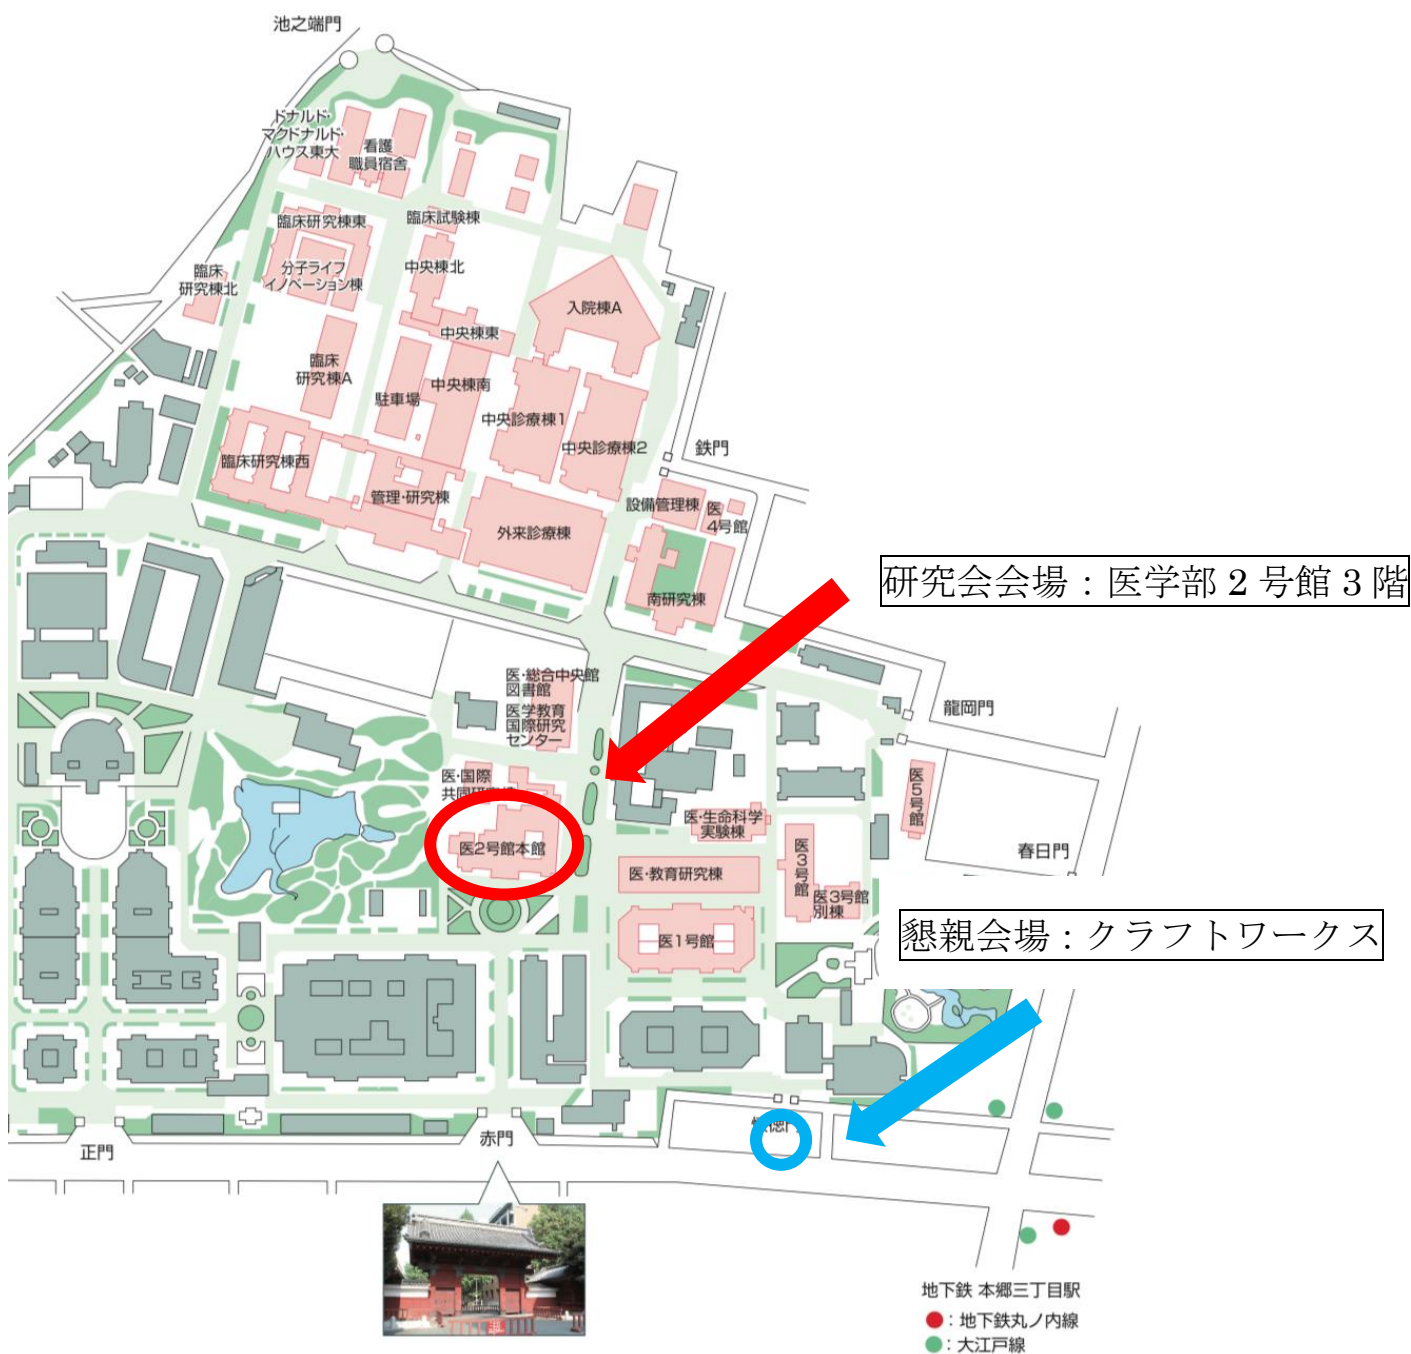 池之端門
ドナルド・
マクドナルド・
ハウス東大
看護
職員宿舎
臨床研究棟東
臨床試験棟
分子ライフ
イノベーション棟
中央棟北
臨床
研究棟北
入院棟A
中央棟東
臨床
研究棟A
中央棟南
駐車場
中央診療棟1
中央診療棟2
鉄門
臨床研究棟西
管理・研究棟
設備管理棟
医
4号館
外来診療棟
研究会会場：医学部 2 号館 3 階
南研究棟
医・総合中央館
図書館
医学教育
国際研究
センター
龍岡門
医・国際
共同研
医5号館
医・生命科学
実験棟
医2号館本館
医3号館
春日門
医・教育研究棟
医3号館
別棟
医1号館
懇親会場：クラフトワークス
徳
正門
赤門
地下鉄 本郷三丁目駅
：地下鉄丸ノ内線
：大江戸線